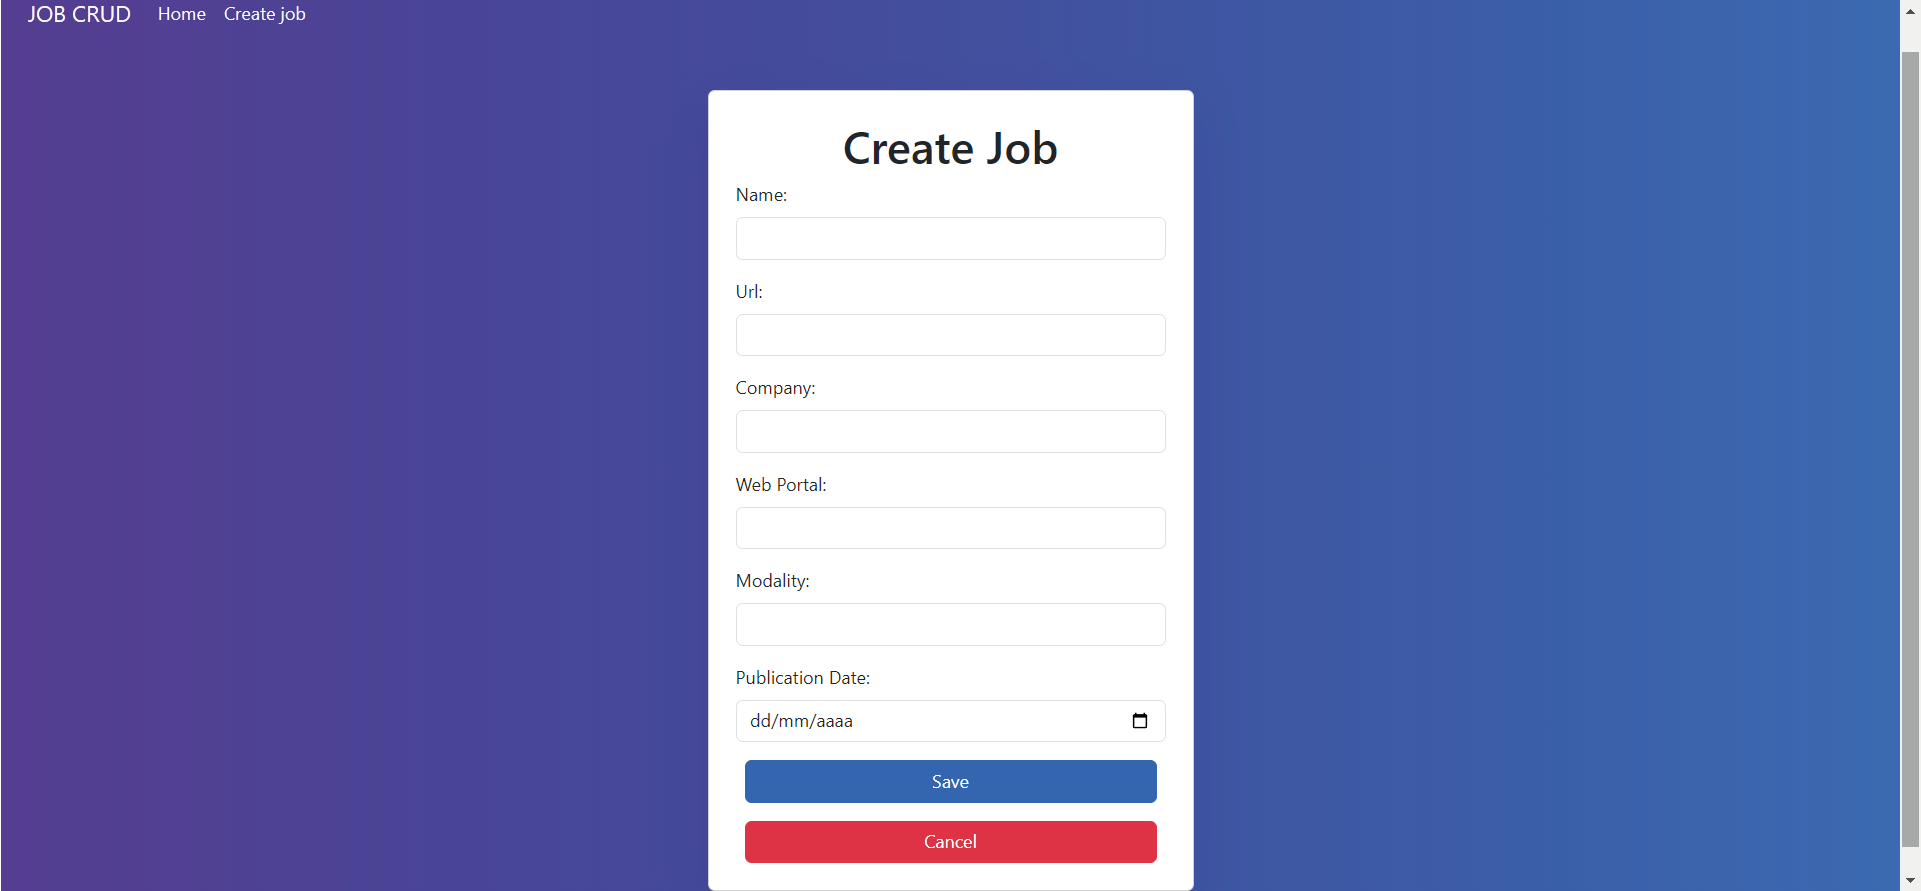 JOB CRUD Home Create job
Create Job
Name:
Url:
Company:
Web Portal:
Modality:
Publication Date:
dd/mm/aaaa
Save
Cancel